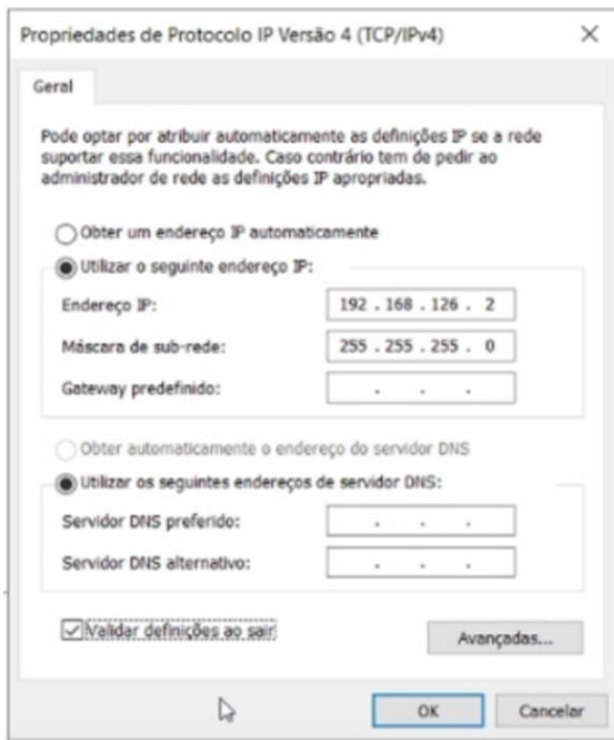 Propriedades de Protocolo IP Versão 4 (TCP/IPv4)
Geral
Pode optar por atribuir automaticamente as definições IP se a rede
suportar essa funcionalidade. Caso contrário tem de pedir ao
administrador de rede as definições IP apropriadas.
Obter um endereço IP automaticamente
Utilizar o seguinte endereço IP:
Endereço IP: 192 . 168 . 126 . 2
Máscara de sub-rede: 255 . 255 . 255 . 0
Gateway predefinido: . . .
Obter automaticamente o endereço do servidor DNS
Utilizar os seguintes endereços de servidor DNS:
Servidor DNS preferido: . . .
Servidor DNS alternativo: . . .
Validar definições ao sair
Avançadas...
OK Cancelar